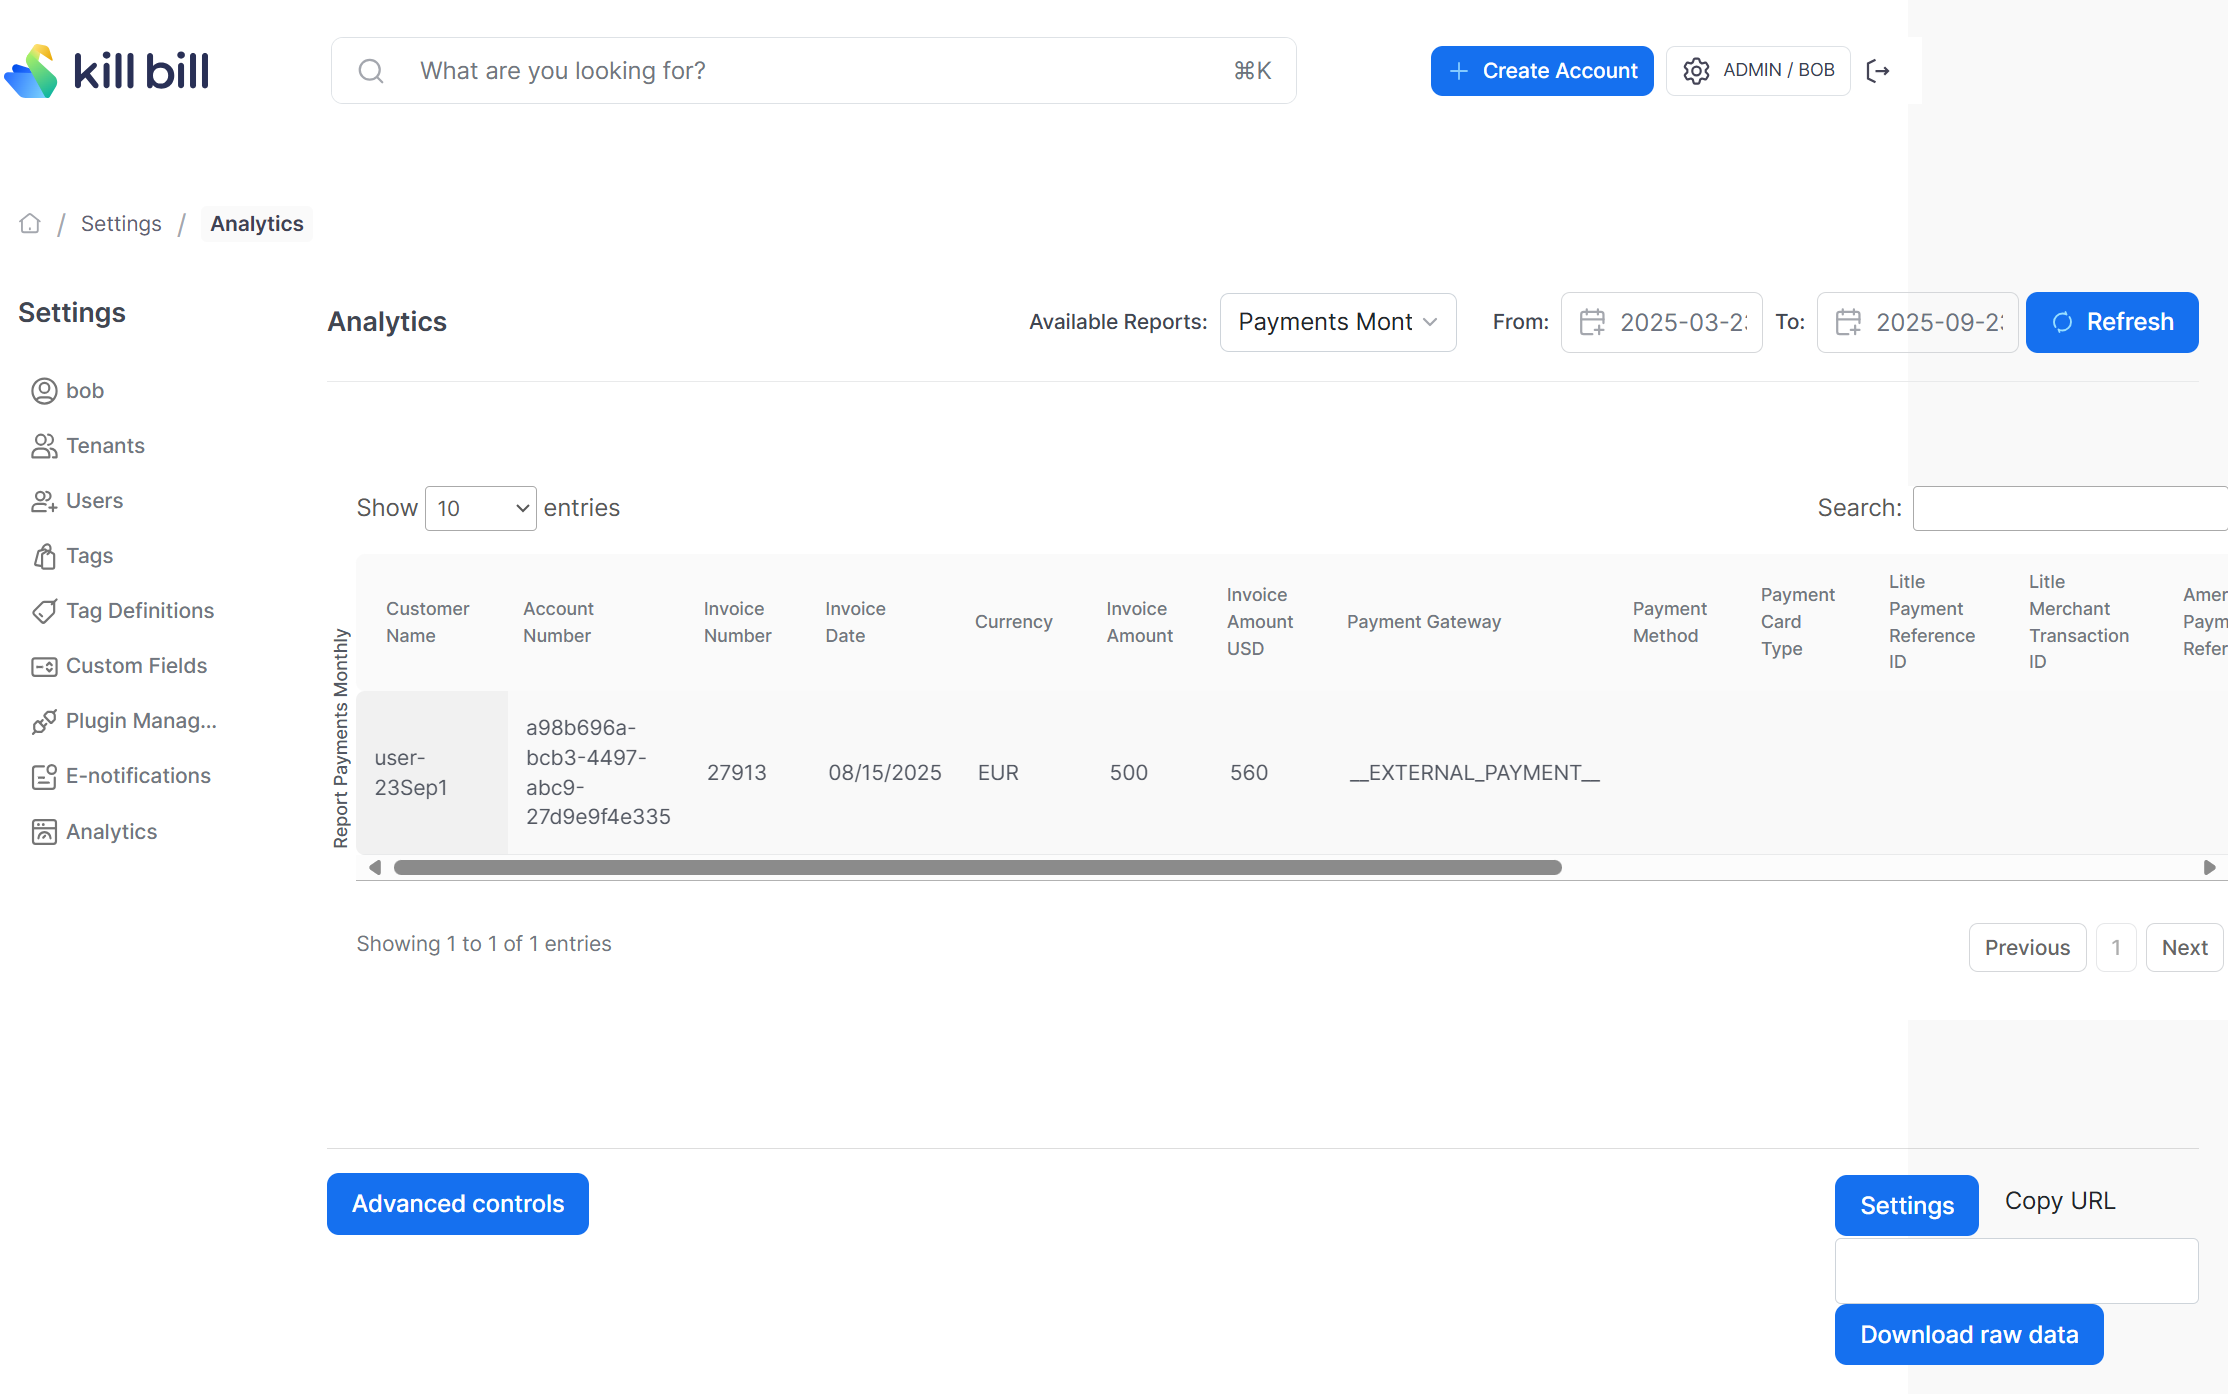 kill bill
What are you looking for?
⌘K
Create Account
ADMIN / BOB
/ Settings / Analytics
Settings
bob
Tenants
Users
Tags
Tag Definitions
Custom Fields
Plugin Manag...
E-notifications
Analytics
Analytics
Available Reports:
Payments Mont
From:
2025-03-2
To:
2025-09-2
Refresh
Show 10 entries
Search:
Report Payments Monthly
Customer Name
Account Number
Invoice Number
Invoice Date
Currency
Invoice Amount
Invoice Amount USD
Payment Gateway
Payment Method
Payment Card Type
Litle Payment Reference ID
Litle Merchant Transaction ID
Amer
Paym
Refer
user-23Sep1
a98b696a-bcb3-4497-abc9-27d9e9f4e335
27913
08/15/2025
EUR
500
560
__EXTERNAL_PAYMENT__
Showing 1 to 1 of 1 entries
Previous
1
Next
Advanced controls
Settings
Copy URL
Download raw data